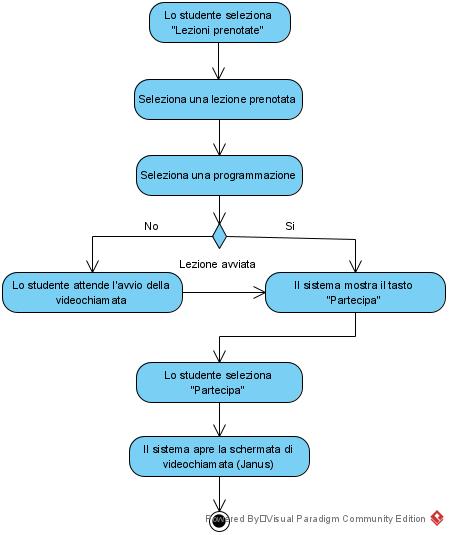 Lo studente seleziona
"Lezioni prenotate"
Seleziona una lezione prenotata
Seleziona una programmazione
No
Si
Lezione avviata
Lo studente attende l'avvio della
videochiamata
Il sistema mostra il tasto
"Partecipa"
Lo studente seleziona
"Partecipa"
Il sistema apre la schermata di
videochiamata (Janus)
Powered By Visual Paradigm Community Edition